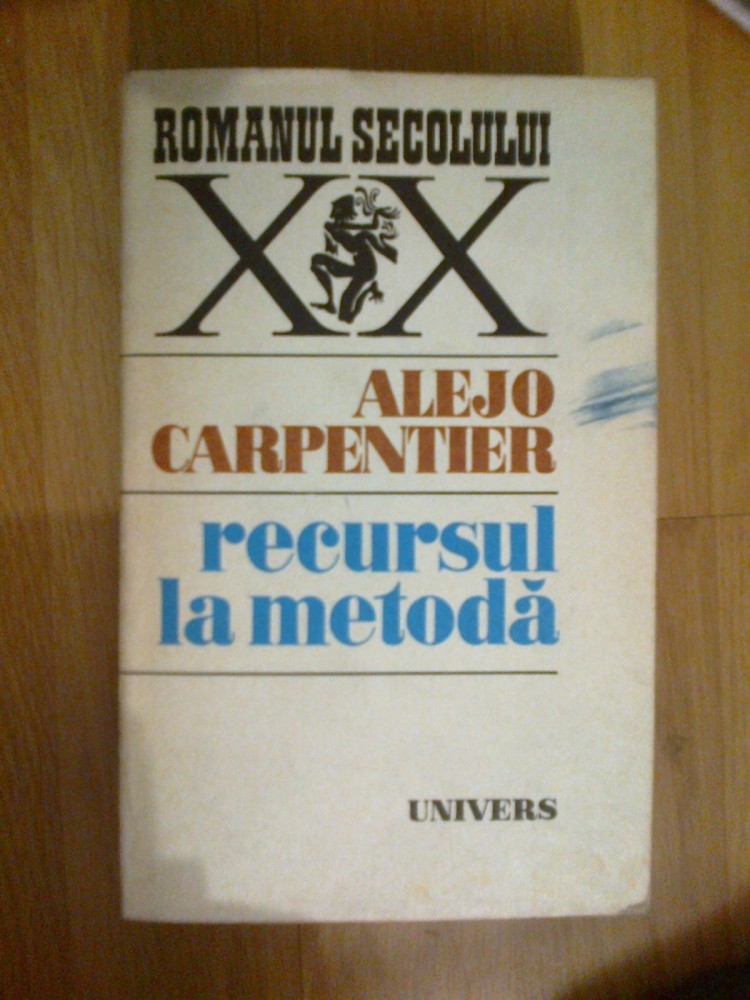 ROMANUL SECOLULUI
XX
ALEJO
CARPENTIER
recursul
la metodă
UNIVERS